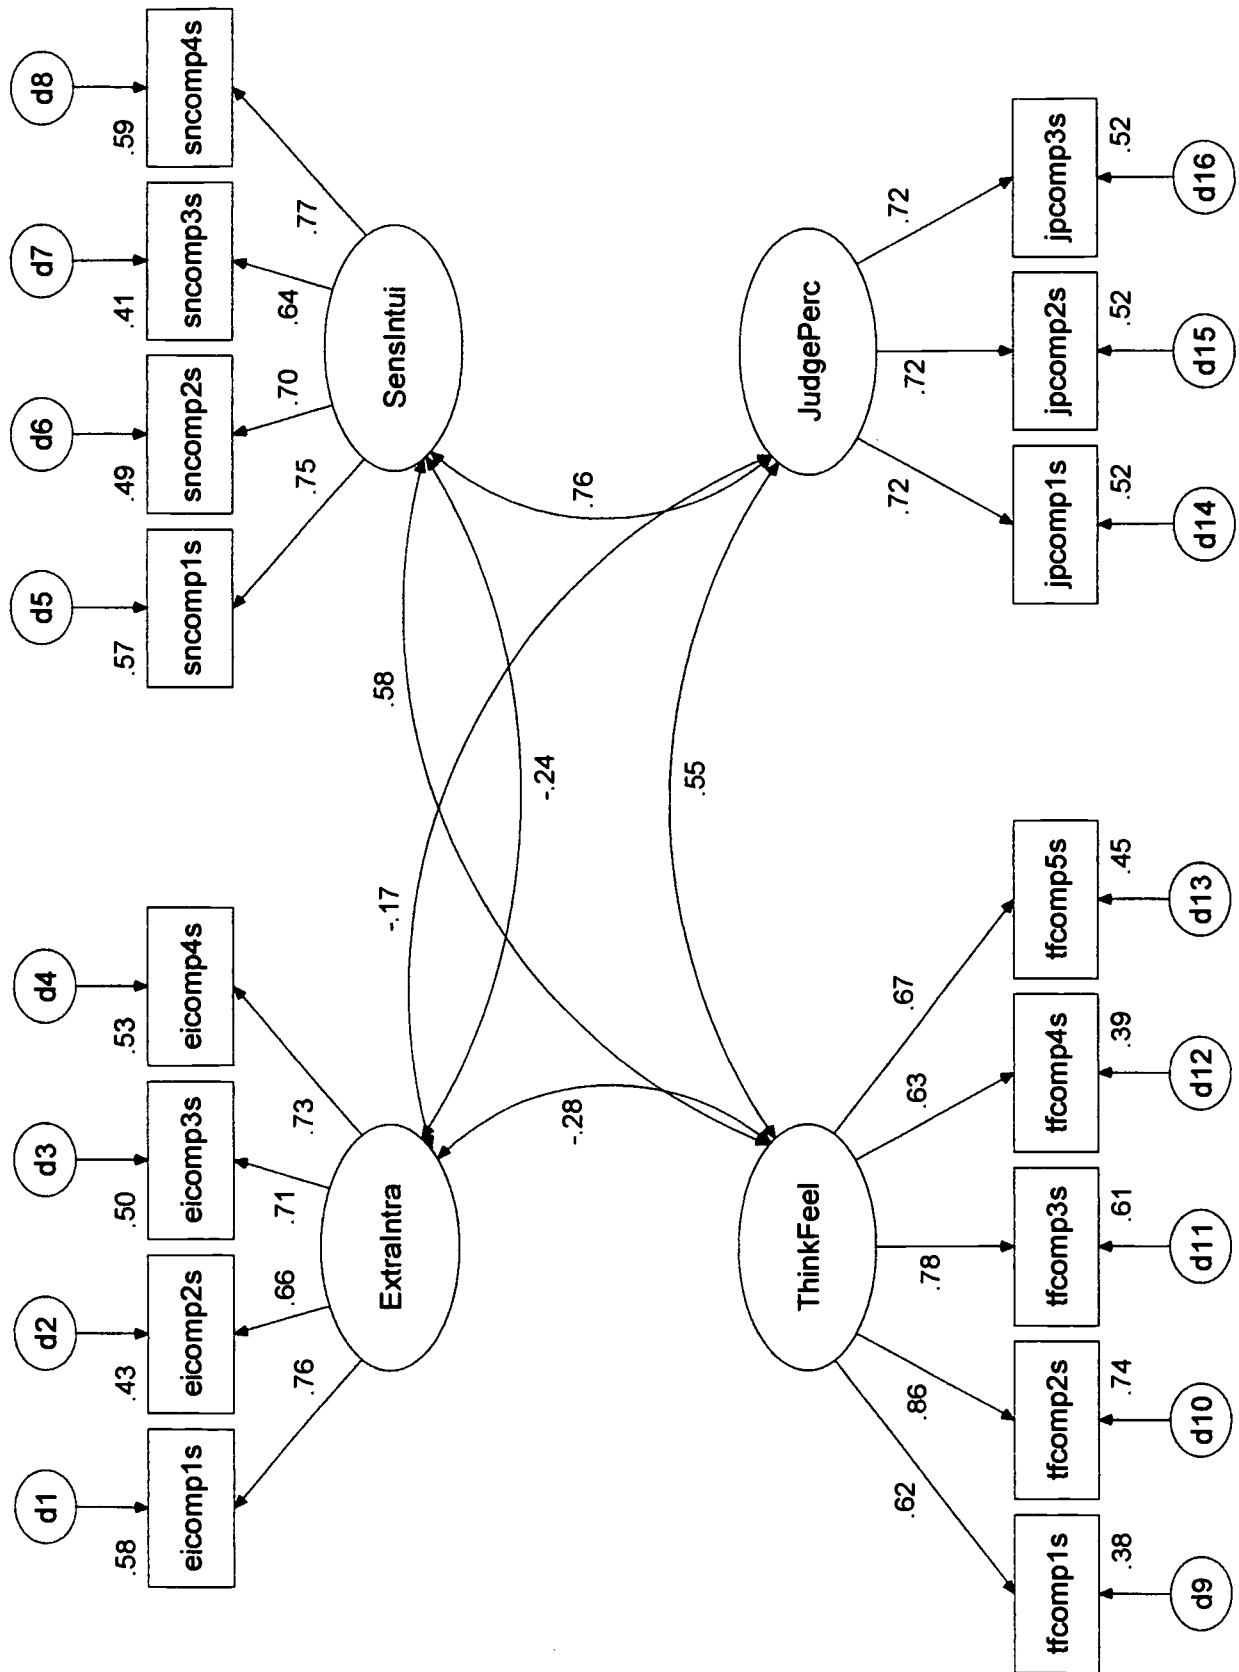 d1
d2
d3
d4
d5
d6
d7
d8
.58
.43
.50
.53
.57
.49
.41
.59
eicomp1s
eicomp2s
eicomp3s
eicomp4s
sncomp1s
sncomp2s
sncomp3s
sncomp4s
.76
.66
.71
.73
.75
.70
.64
.77
ExtraIntra
SensIntui
-.17
.58
-.24
-.28
.76
.55
ThinkFeel
JudgePerc
.62
.86
.78
.63
.67
.72
.72
.72
tfcomp1s
tfcomp2s
tfcomp3s
tfcomp4s
tfcomp5s
jpcomp1s
jpcomp2s
jpcomp3s
.38
.74
.61
.39
.45
.52
.52
.52
d9
d10
d11
d12
d13
d14
d15
d16